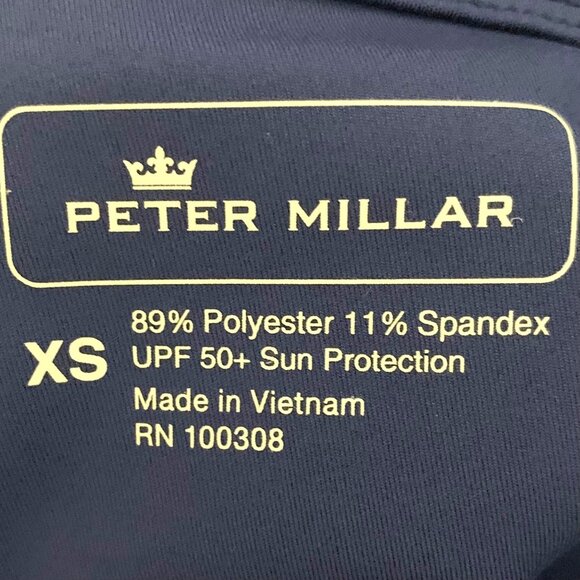 PETER MILLAR
XS
89% Polyester 11% Spandex
UPF 50+ Sun Protection
Made in Vietnam
RN 100308